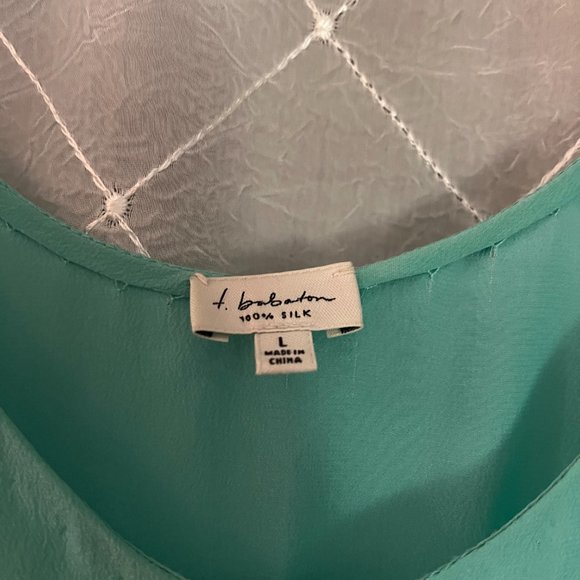 t. babaton
100% SILK
L
MADE IN
CHINA